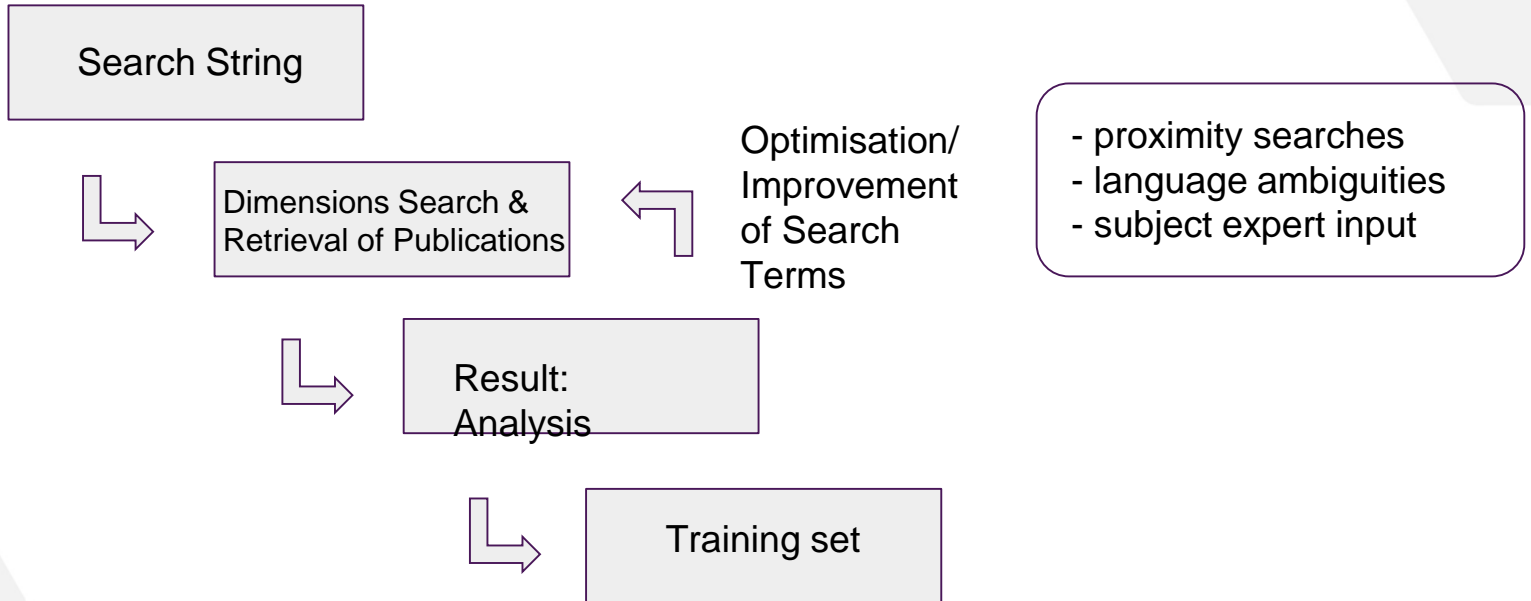 Search String
Dimensions Search &
Retrieval of Publications
Optimisation/
Improvement
of Search
Terms
- proximity searches
- language ambiguities
- subject expert input
Result:
Analysis
Training set